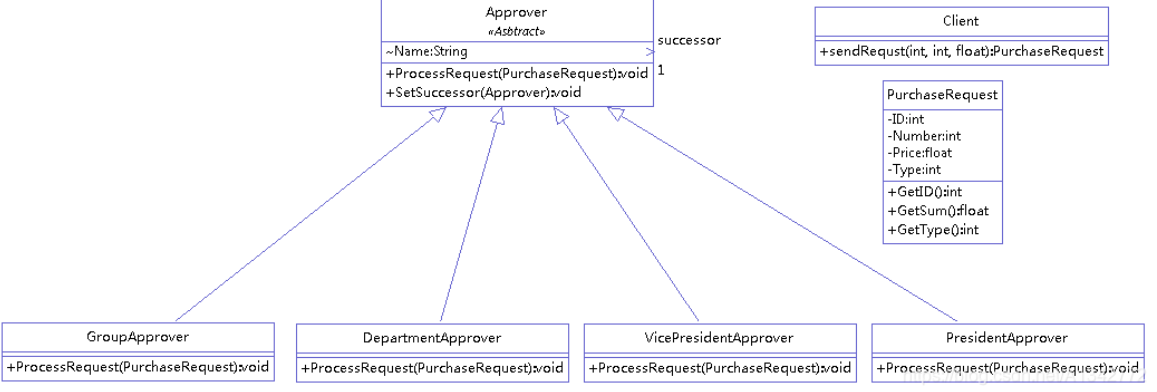 Approver
«Asbtract»
~Name:String
successor
1
+ProcessRequest(PurchaseRequest):void
+SetSuccessor(Approver):void
Client
+sendRequst(int, int, float):PurchaseRequest
PurchaseRequest
-ID:int
-Number:int
-Price:float
-Type:int
+GetID():int
+GetSum():float
+GetType():int
GroupApprover
+ProcessRequest(PurchaseRequest):void
DepartmentApprover
+ProcessRequest(PurchaseRequest):void
VicePresidentApprover
+ProcessRequest(PurchaseRequest):void
PresidentApprover
+ProcessRequest(PurchaseRequest):void